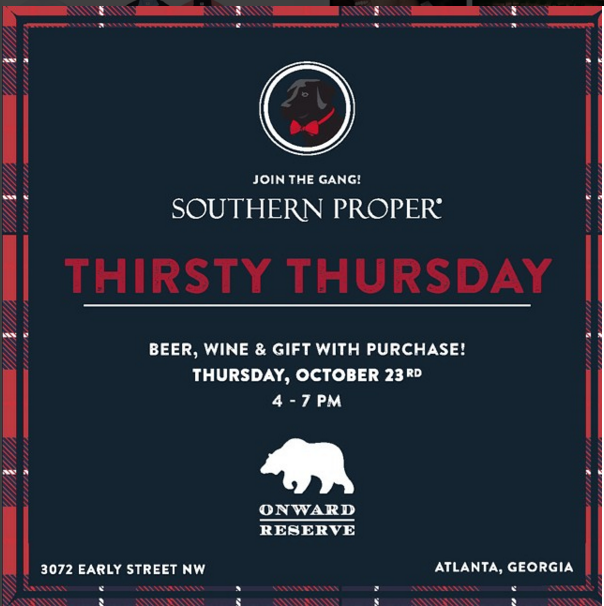 JOIN THE GANG!
SOUTHERN PROPER®
THIRSTY THURSDAY
BEER, WINE & GIFT WITH PURCHASE!
THURSDAY, OCTOBER 23RD
4 - 7 PM
ONWARD
RESERVE
3072 EARLY STREET NW
ATLANTA, GEORGIA